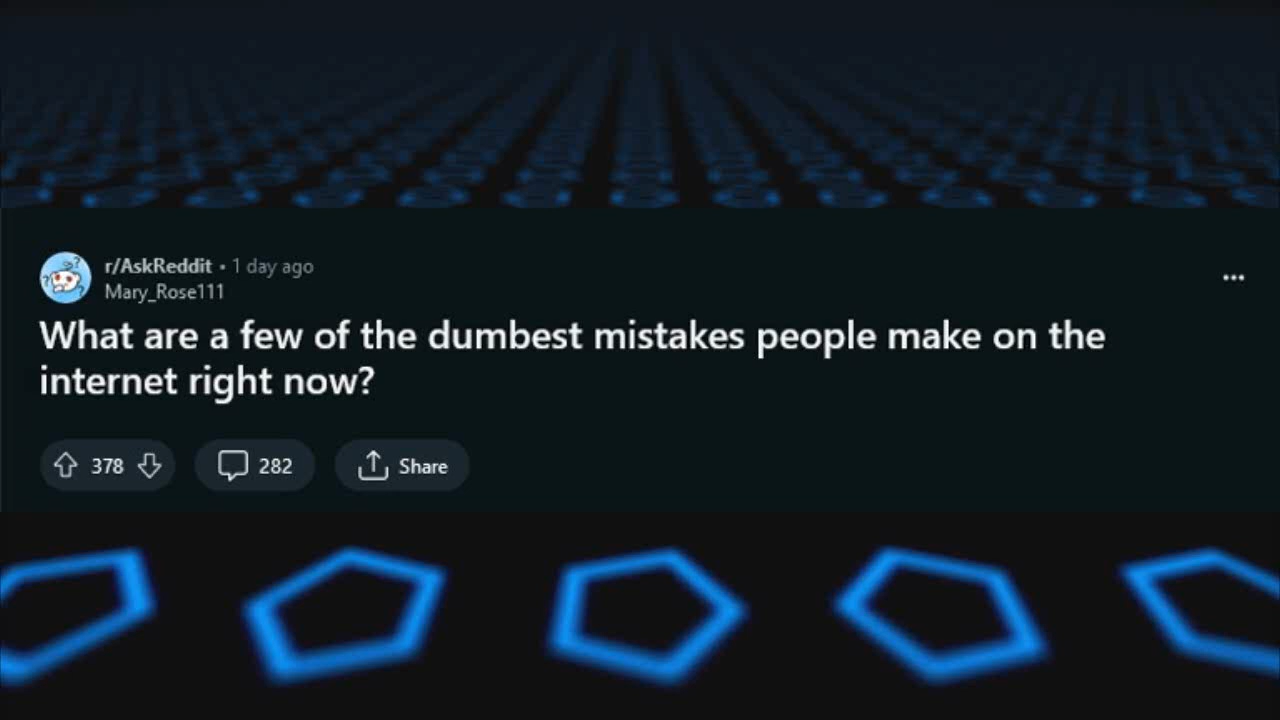 r/AskReddit • 1 day ago
Mary_Rose111
What are a few of the dumbest mistakes people make on the
internet right now?
378
282
Share